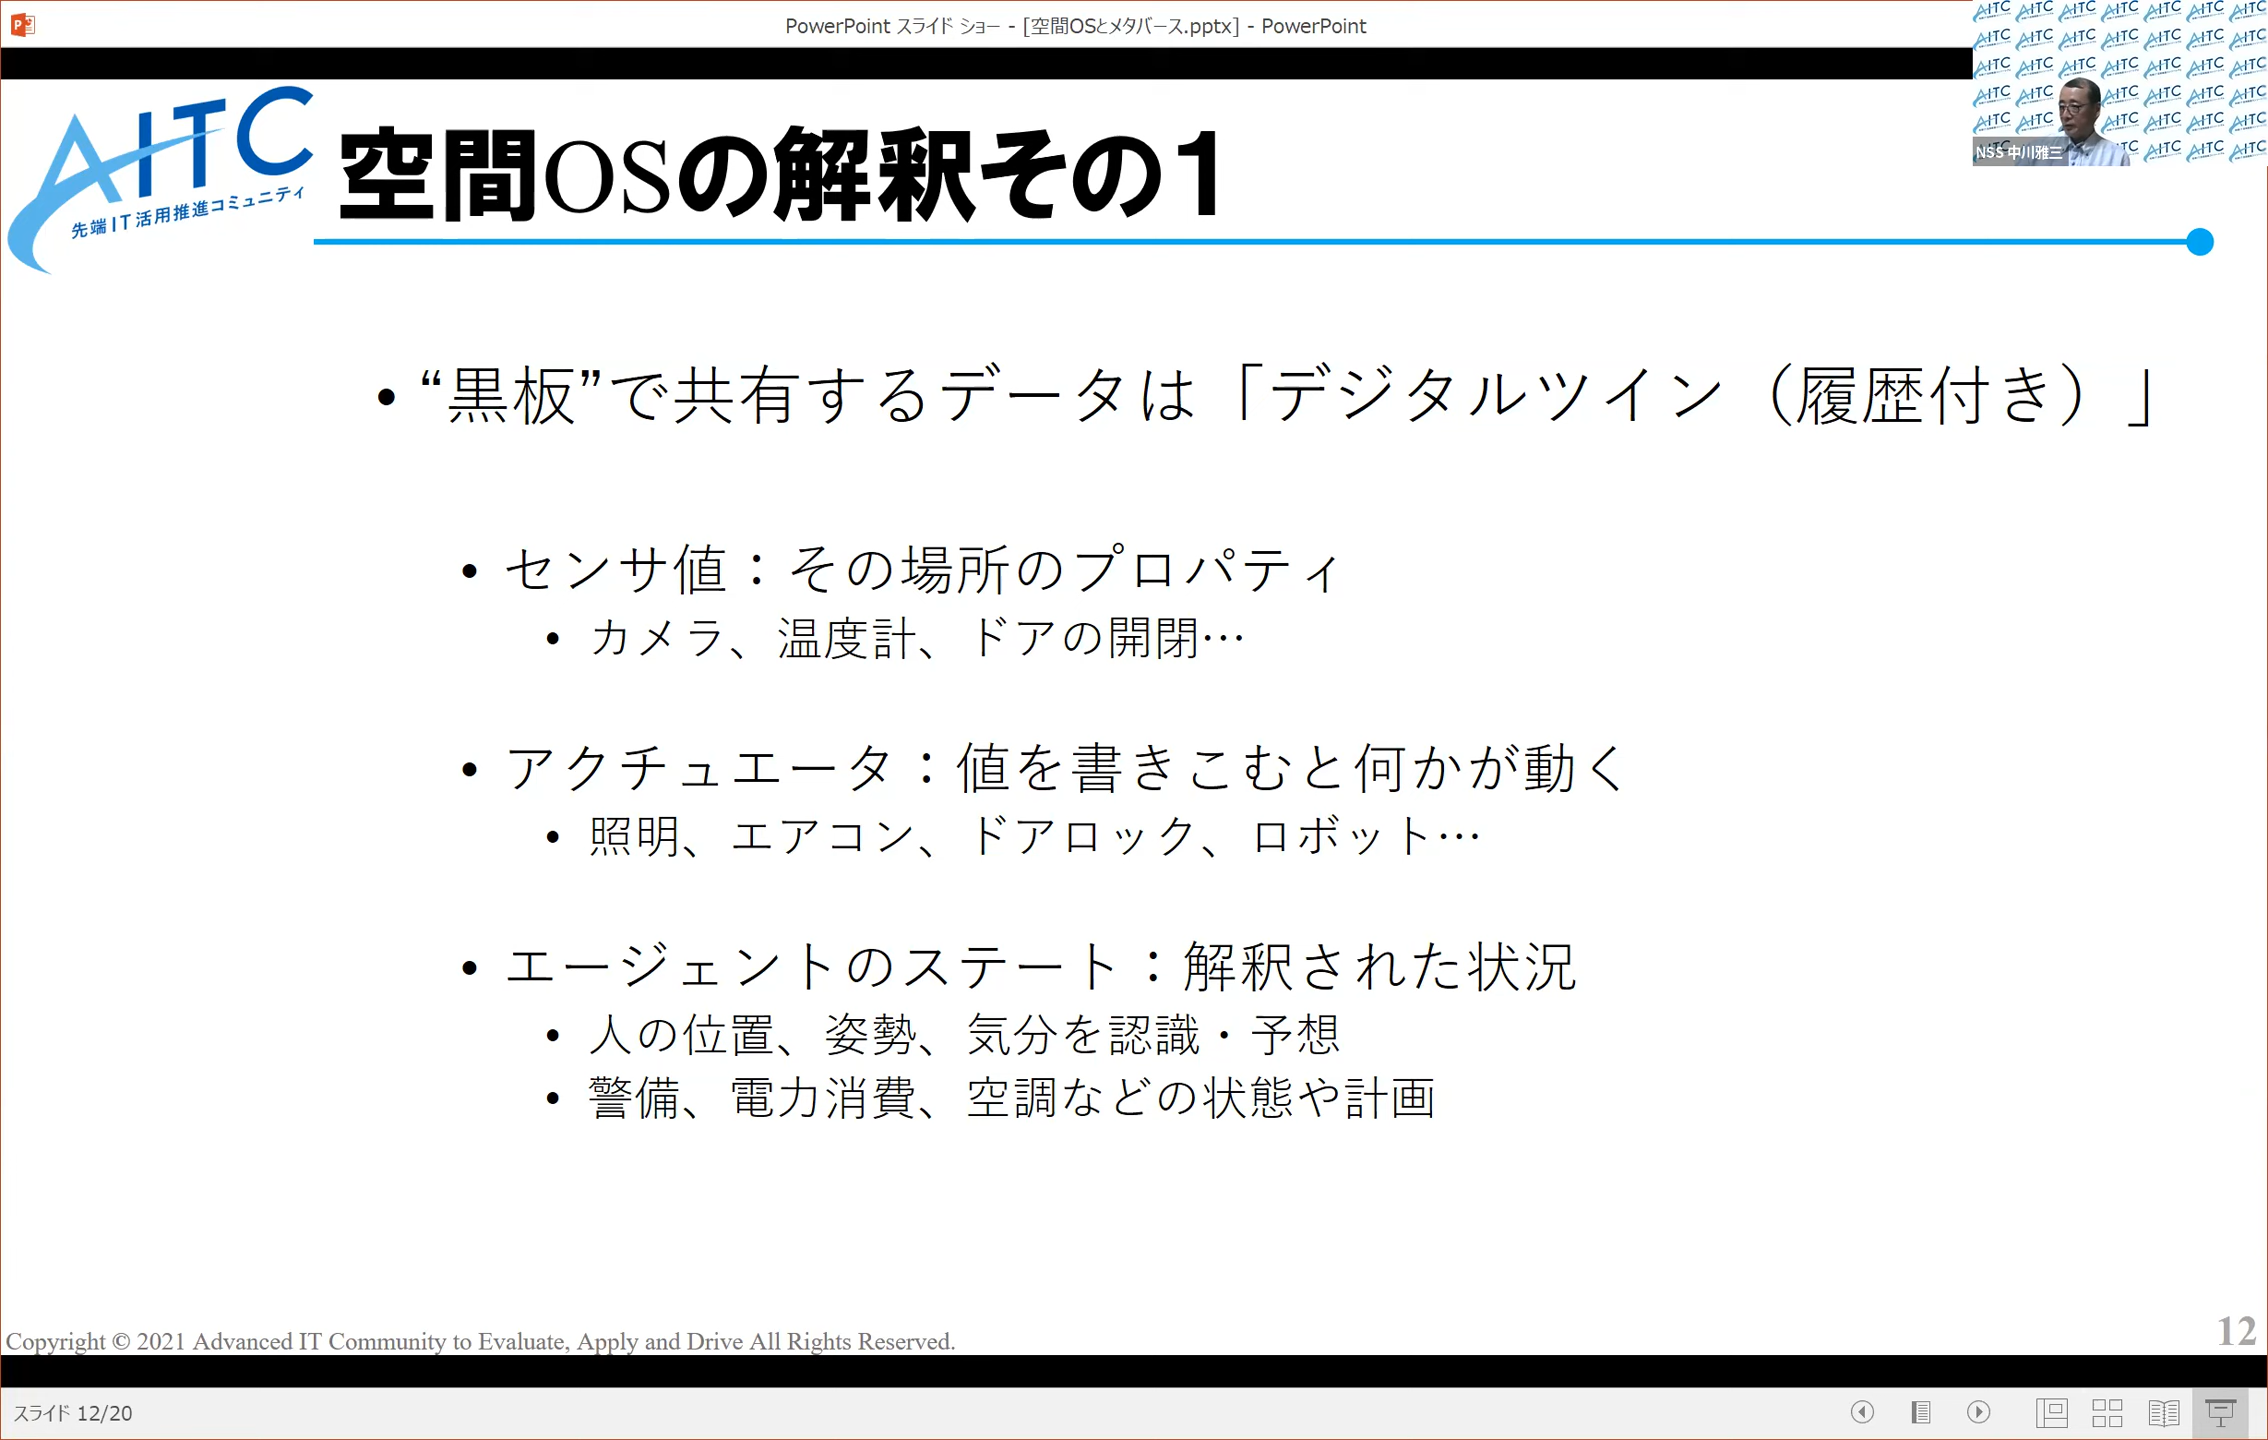 PowerPoint スライド ショー - [空間OSとメタバース.pptx] - PowerPoint
AITC
先端IT活用推進コミュニティ
NSS 中川雅三
空間OSの解釈その1
• “黒板”で共有するデータは「デジタルツイン（履歴付き）」
• センサ値：その場所のプロパティ
• カメラ、温度計、ドアの開閉…
• アクチュエータ：値を書きこむと何かが動く
• 照明、エアコン、ドアロック、ロボット…
• エージェントのステート：解釈された状況
• 人の位置、姿勢、気分を認識・予想
• 警備、電力消費、空調などの状態や計画
Copyright © 2021 Advanced IT Community to Evaluate, Apply and Drive All Rights Reserved.
12
スライド 12/20